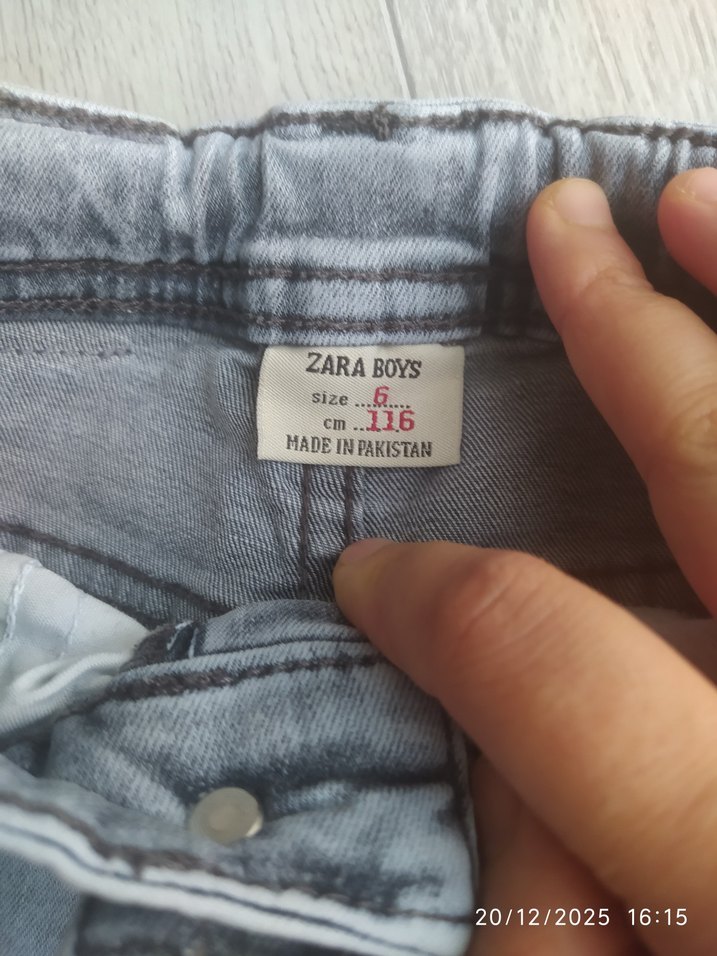 ZARA BOYS
size ....6....
cm ..116
MADE IN PAKISTAN
20/12/2025 16:15